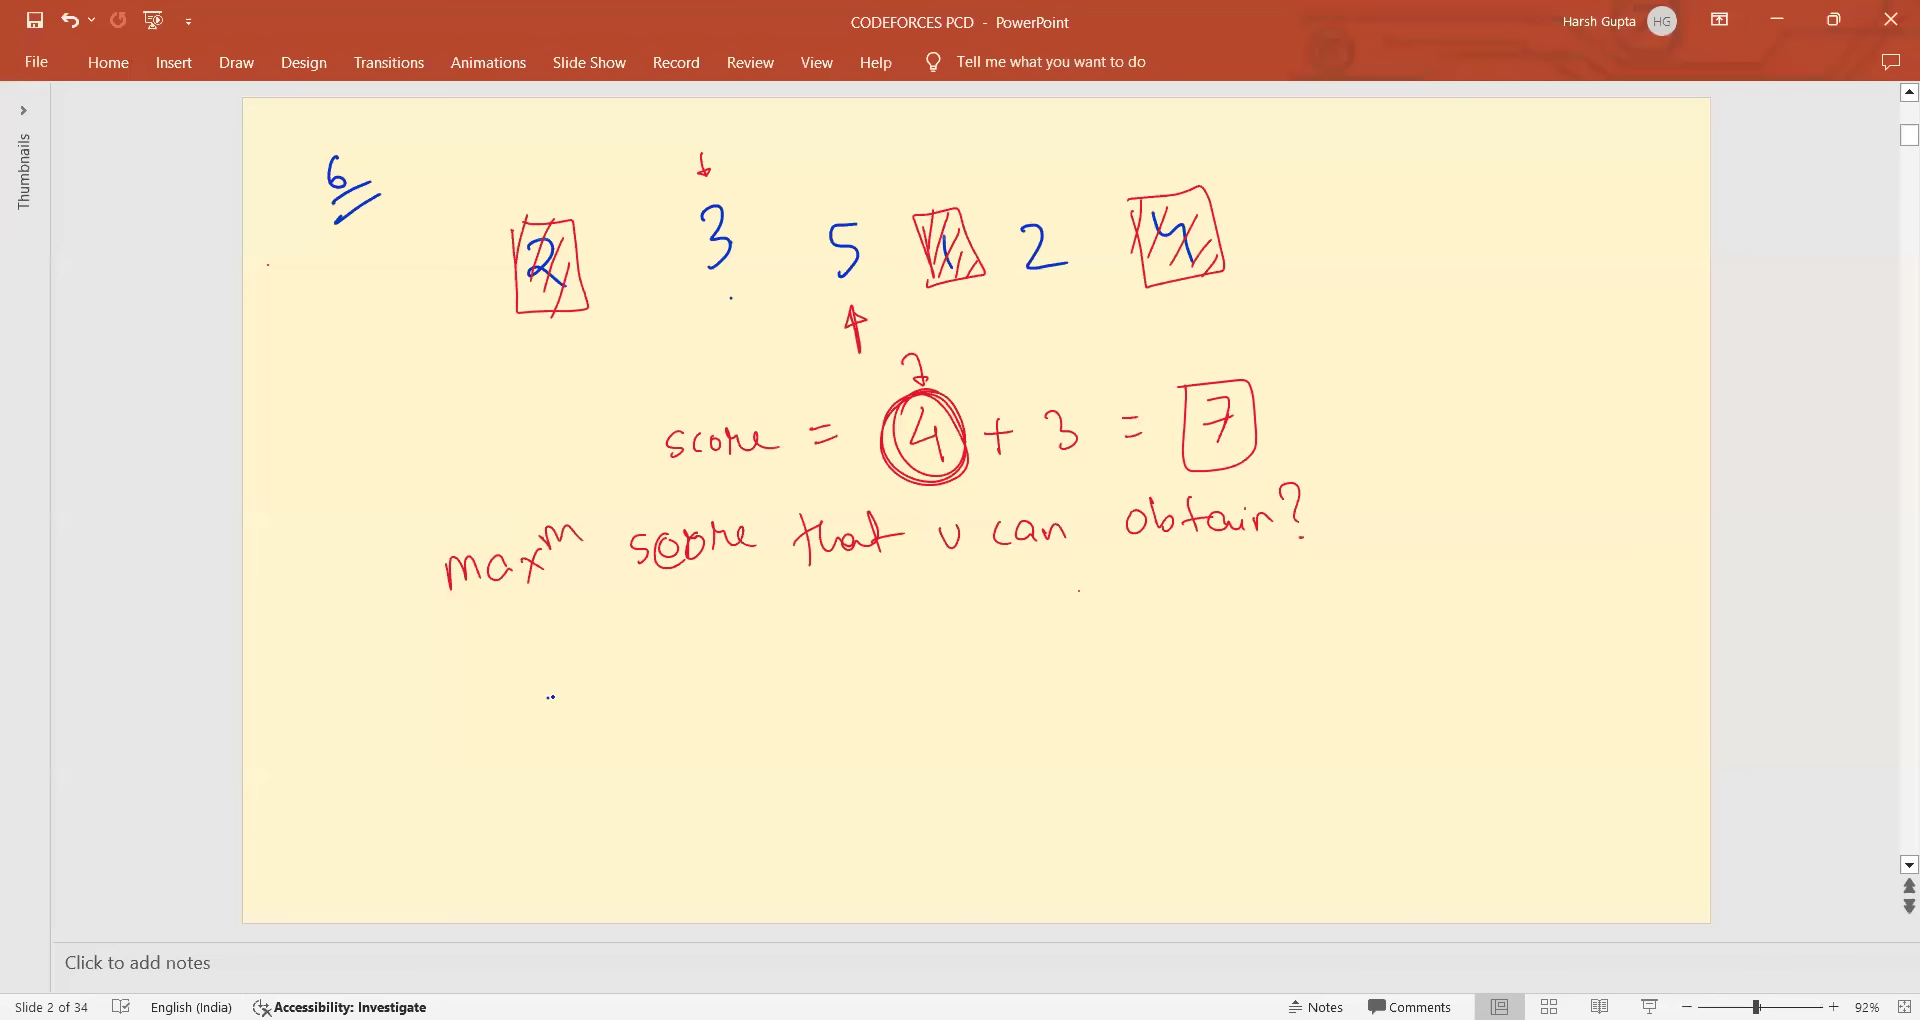 CODEFORCES PCD - PowerPoint
Harsh Gupta
HG
File Home Insert Draw Design Transitions Animations Slide Show Record Review View Help Tell me what you want to do
Thumbnails
6
2 3 5 1 2 4
score = 4 + 3 = 7
max^m score that u can obtain?
Click to add notes
Slide 2 of 34 English (India) Accessibility: Investigate Notes Comments 92%